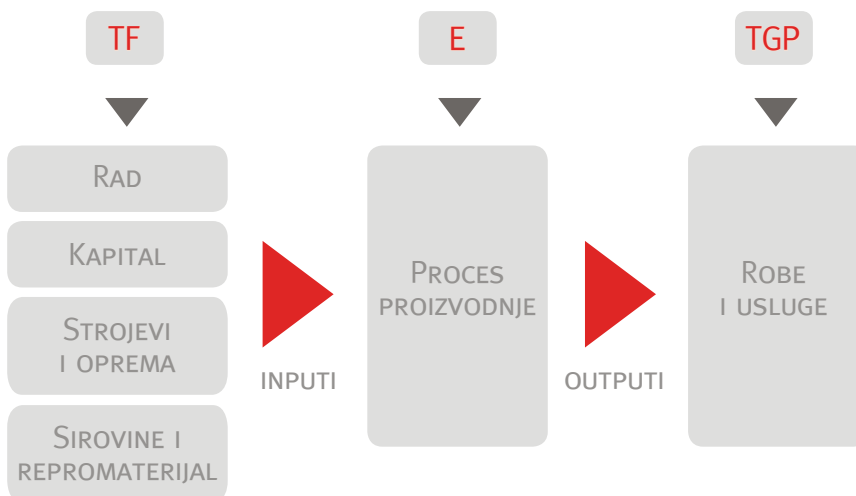 TF
E
TGP
Rad
Kapital
Strojevi
i oprema
Sirovine i
repromaterijal
inputi
Proces
proizvodnje
outputi
Robe
i usluge